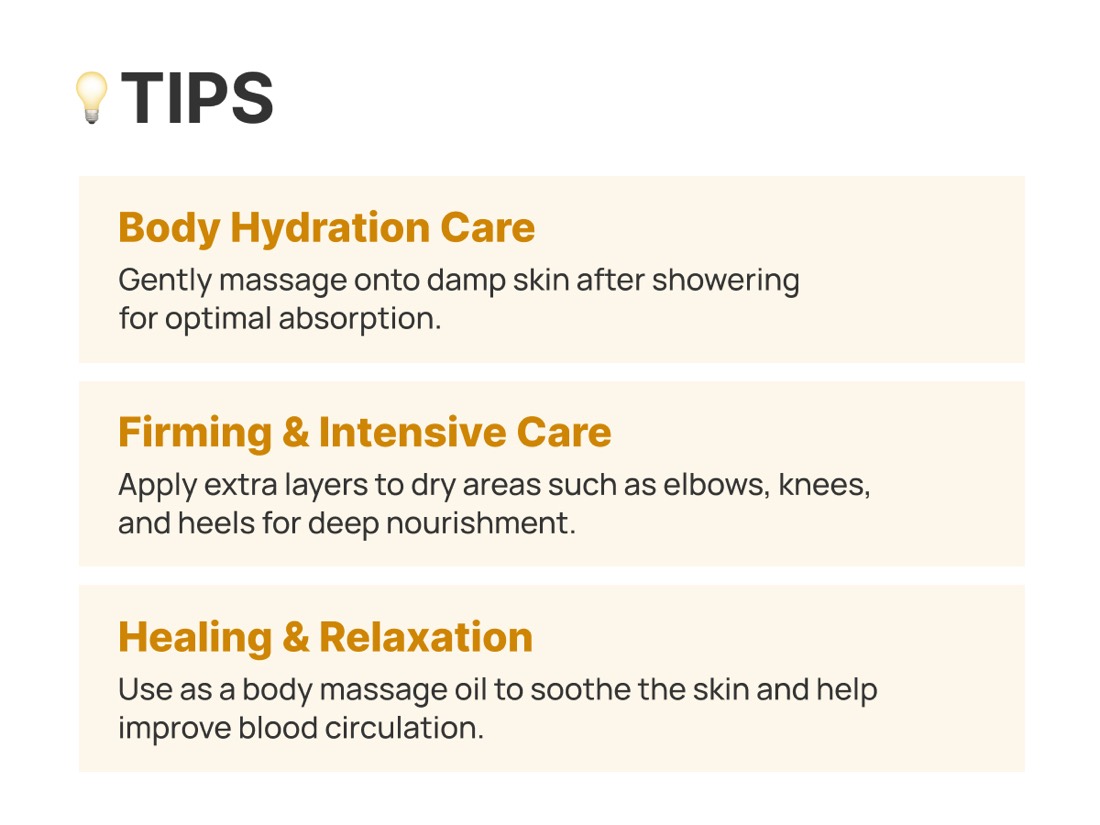 💡TIPS
Body Hydration Care
Gently massage onto damp skin after showering
for optimal absorption.
Firming & Intensive Care
Apply extra layers to dry areas such as elbows, knees,
and heels for deep nourishment.
Healing & Relaxation
Use as a body massage oil to soothe the skin and help
improve blood circulation.